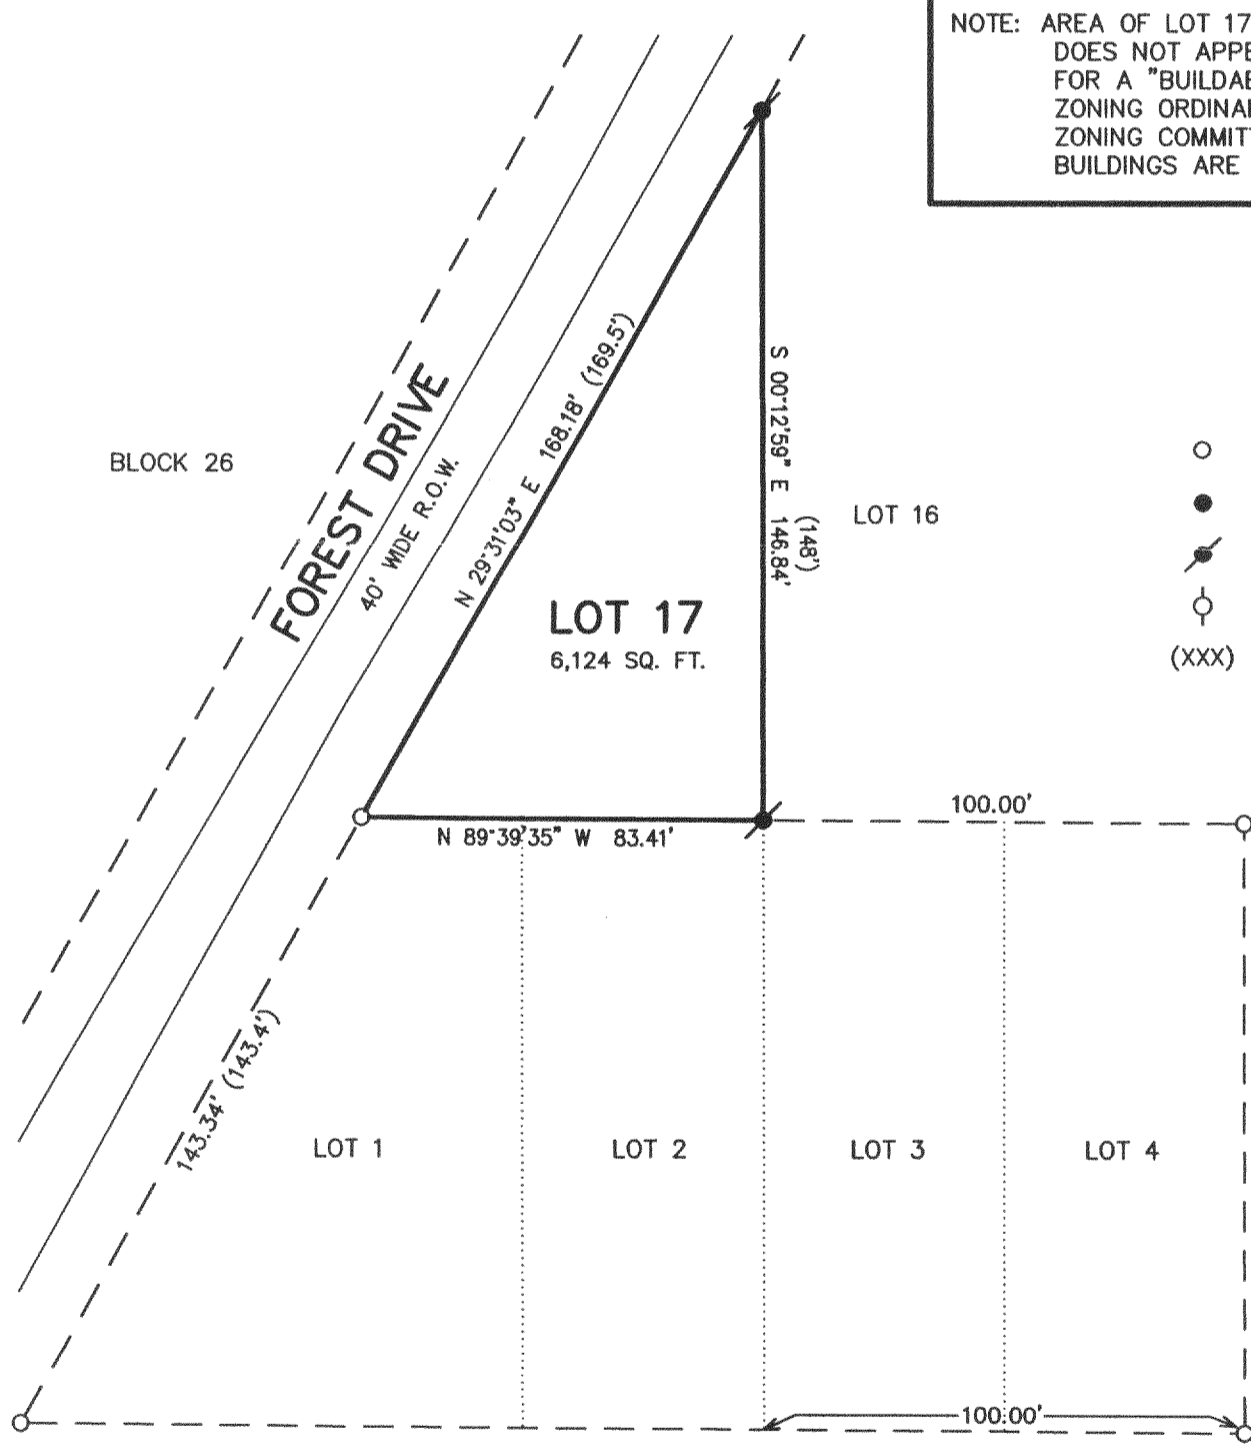 NOTE: AREA OF LOT 17
DOES NOT APPE
FOR A "BUILDAB
ZONING ORDINA
ZONING COMMIT
BUILDINGS ARE
BLOCK 26
FOREST DRIVE
40' WIDE R.O.W.
N 29°31'03" E 168.18' (169.5')
S 00°12'59" E 146.84'
(148')
LOT 16
LOT 17
6,124 SQ. FT.
(XXX)
N 89°39'35" W 83.41'
100.00'
143.34' (143.4')
LOT 1
LOT 2
LOT 3
LOT 4
100.00'